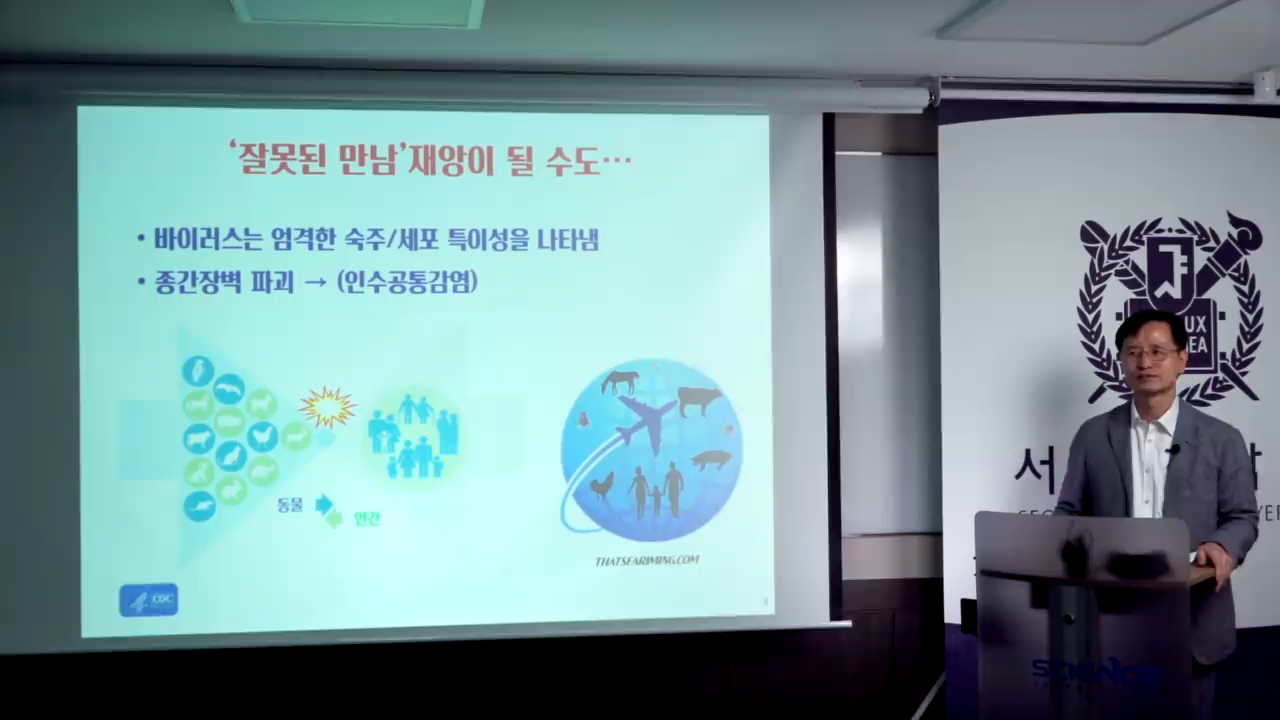 ‘잘못된 만남’재앙이 될 수도…
• 바이러스는 엄격한 숙주/세포 특이성을 나타냄
• 종간장벽 파괴 → (인수공통감염)
동물
인간
THATSFARIMING.COM
CDC
서